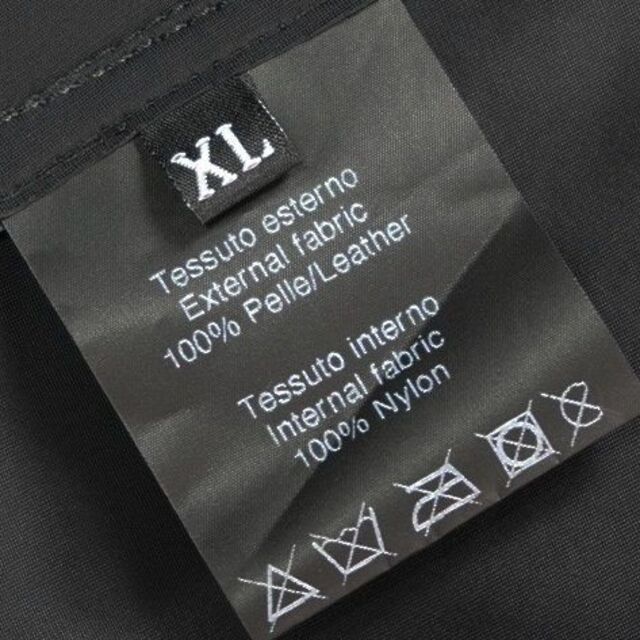 XL
Tessuto esterno
External fabric
100% Pelle/Leather
Tessuto interno
Internal fabric
100% Nylon